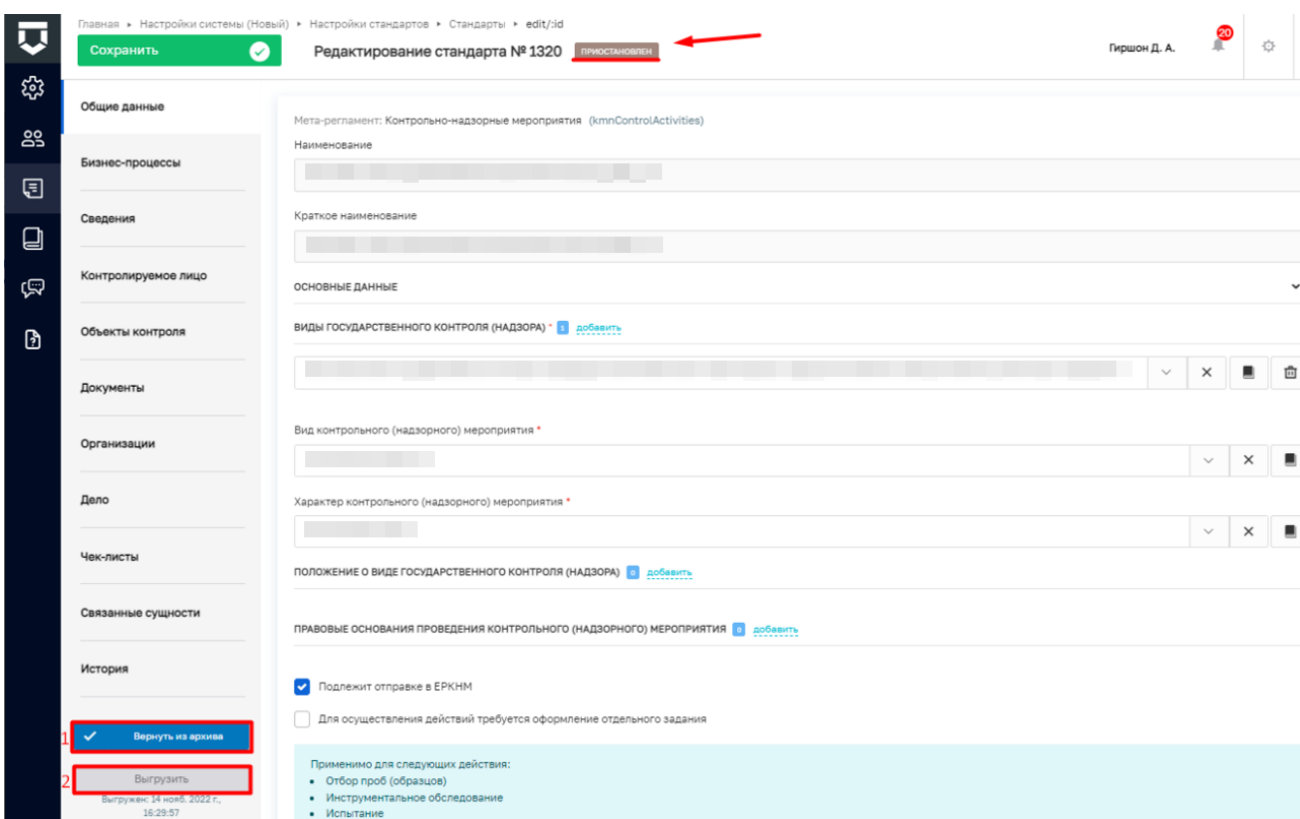 Главная ▸ Настройки системы (Новый) ▸ Настройки стандартов ▸ Стандарты ▸ edit/:id
Сохранить
Редактирование стандарта № 1320 ПРИОСТАНОВЛЕН
Гиршон Д. А.
20
Общие данные
Бизнес-процессы
Сведения
Контролируемое лицо
Объекты контроля
Документы
Организации
Дело
Чек-листы
Связанные сущности
История
1 Вернуть из архива
2 Выгрузить
Выгружен: 14 нояб. 2022 г.,
16:29:57
Мета-регламент: Контрольно-надзорные мероприятия (kmnControlActivities)
Наименование
Краткое наименование
ОСНОВНЫЕ ДАННЫЕ
ВИДЫ ГОСУДАРСТВЕННОГО КОНТРОЛЯ (НАДЗОРА) * 1 добавить
Вид контрольного (надзорного) мероприятия *
Характер контрольного (надзорного) мероприятия *
ПОЛОЖЕНИЕ О ВИДЕ ГОСУДАРСТВЕННОГО КОНТРОЛЯ (НАДЗОРА) 0 добавить
ПРАВОВЫЕ ОСНОВАНИЯ ПРОВЕДЕНИЯ КОНТРОЛЬНОГО (НАДЗОРНОГО) МЕРОПРИЯТИЯ 0 добавить
Подлежит отправке в ЕРКНМ
Для осуществления действий требуется оформление отдельного задания
Применимо для следующих действия:
• Отбор проб (образцов)
• Инструментальное обследование
• Испытание